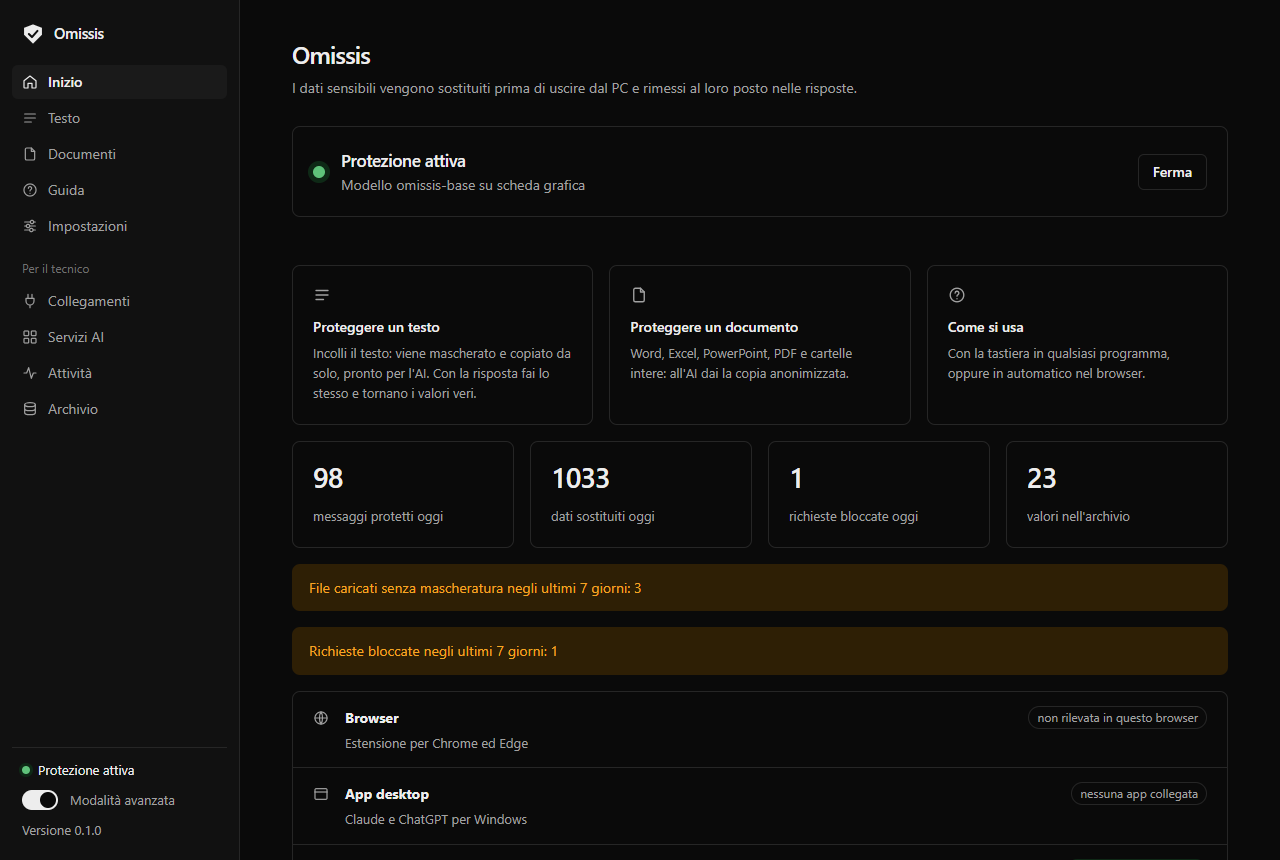 Omissis
Inizio
Testo
Documenti
Guida
Impostazioni
Per il tecnico
Collegamenti
Servizi AI
Attività
Archivio
Protezione attiva
Modalità avanzata
Versione 0.1.0
Omissis
I dati sensibili vengono sostituiti prima di uscire dal PC e rimessi al loro posto nelle risposte.
Protezione attiva
Modello omissis-base su scheda grafica
Ferma
Proteggere un testo
Incolli il testo: viene mascherato e copiato da
solo, pronto per l'AI. Con la risposta fai lo
stesso e tornano i valori veri.
Proteggere un documento
Word, Excel, PowerPoint, PDF e cartelle
intere: all'AI dai la copia anonimizzata.
Come si usa
Con la tastiera in qualsiasi programma,
oppure in automatico nel browser.
98
messaggi protetti oggi
1033
dati sostituiti oggi
1
richieste bloccate oggi
23
valori nell'archivio
File caricati senza mascheratura negli ultimi 7 giorni: 3
Richieste bloccate negli ultimi 7 giorni: 1
Browser
non rilevata in questo browser
Estensione per Chrome ed Edge
App desktop
nessuna app collegata
Claude e ChatGPT per Windows